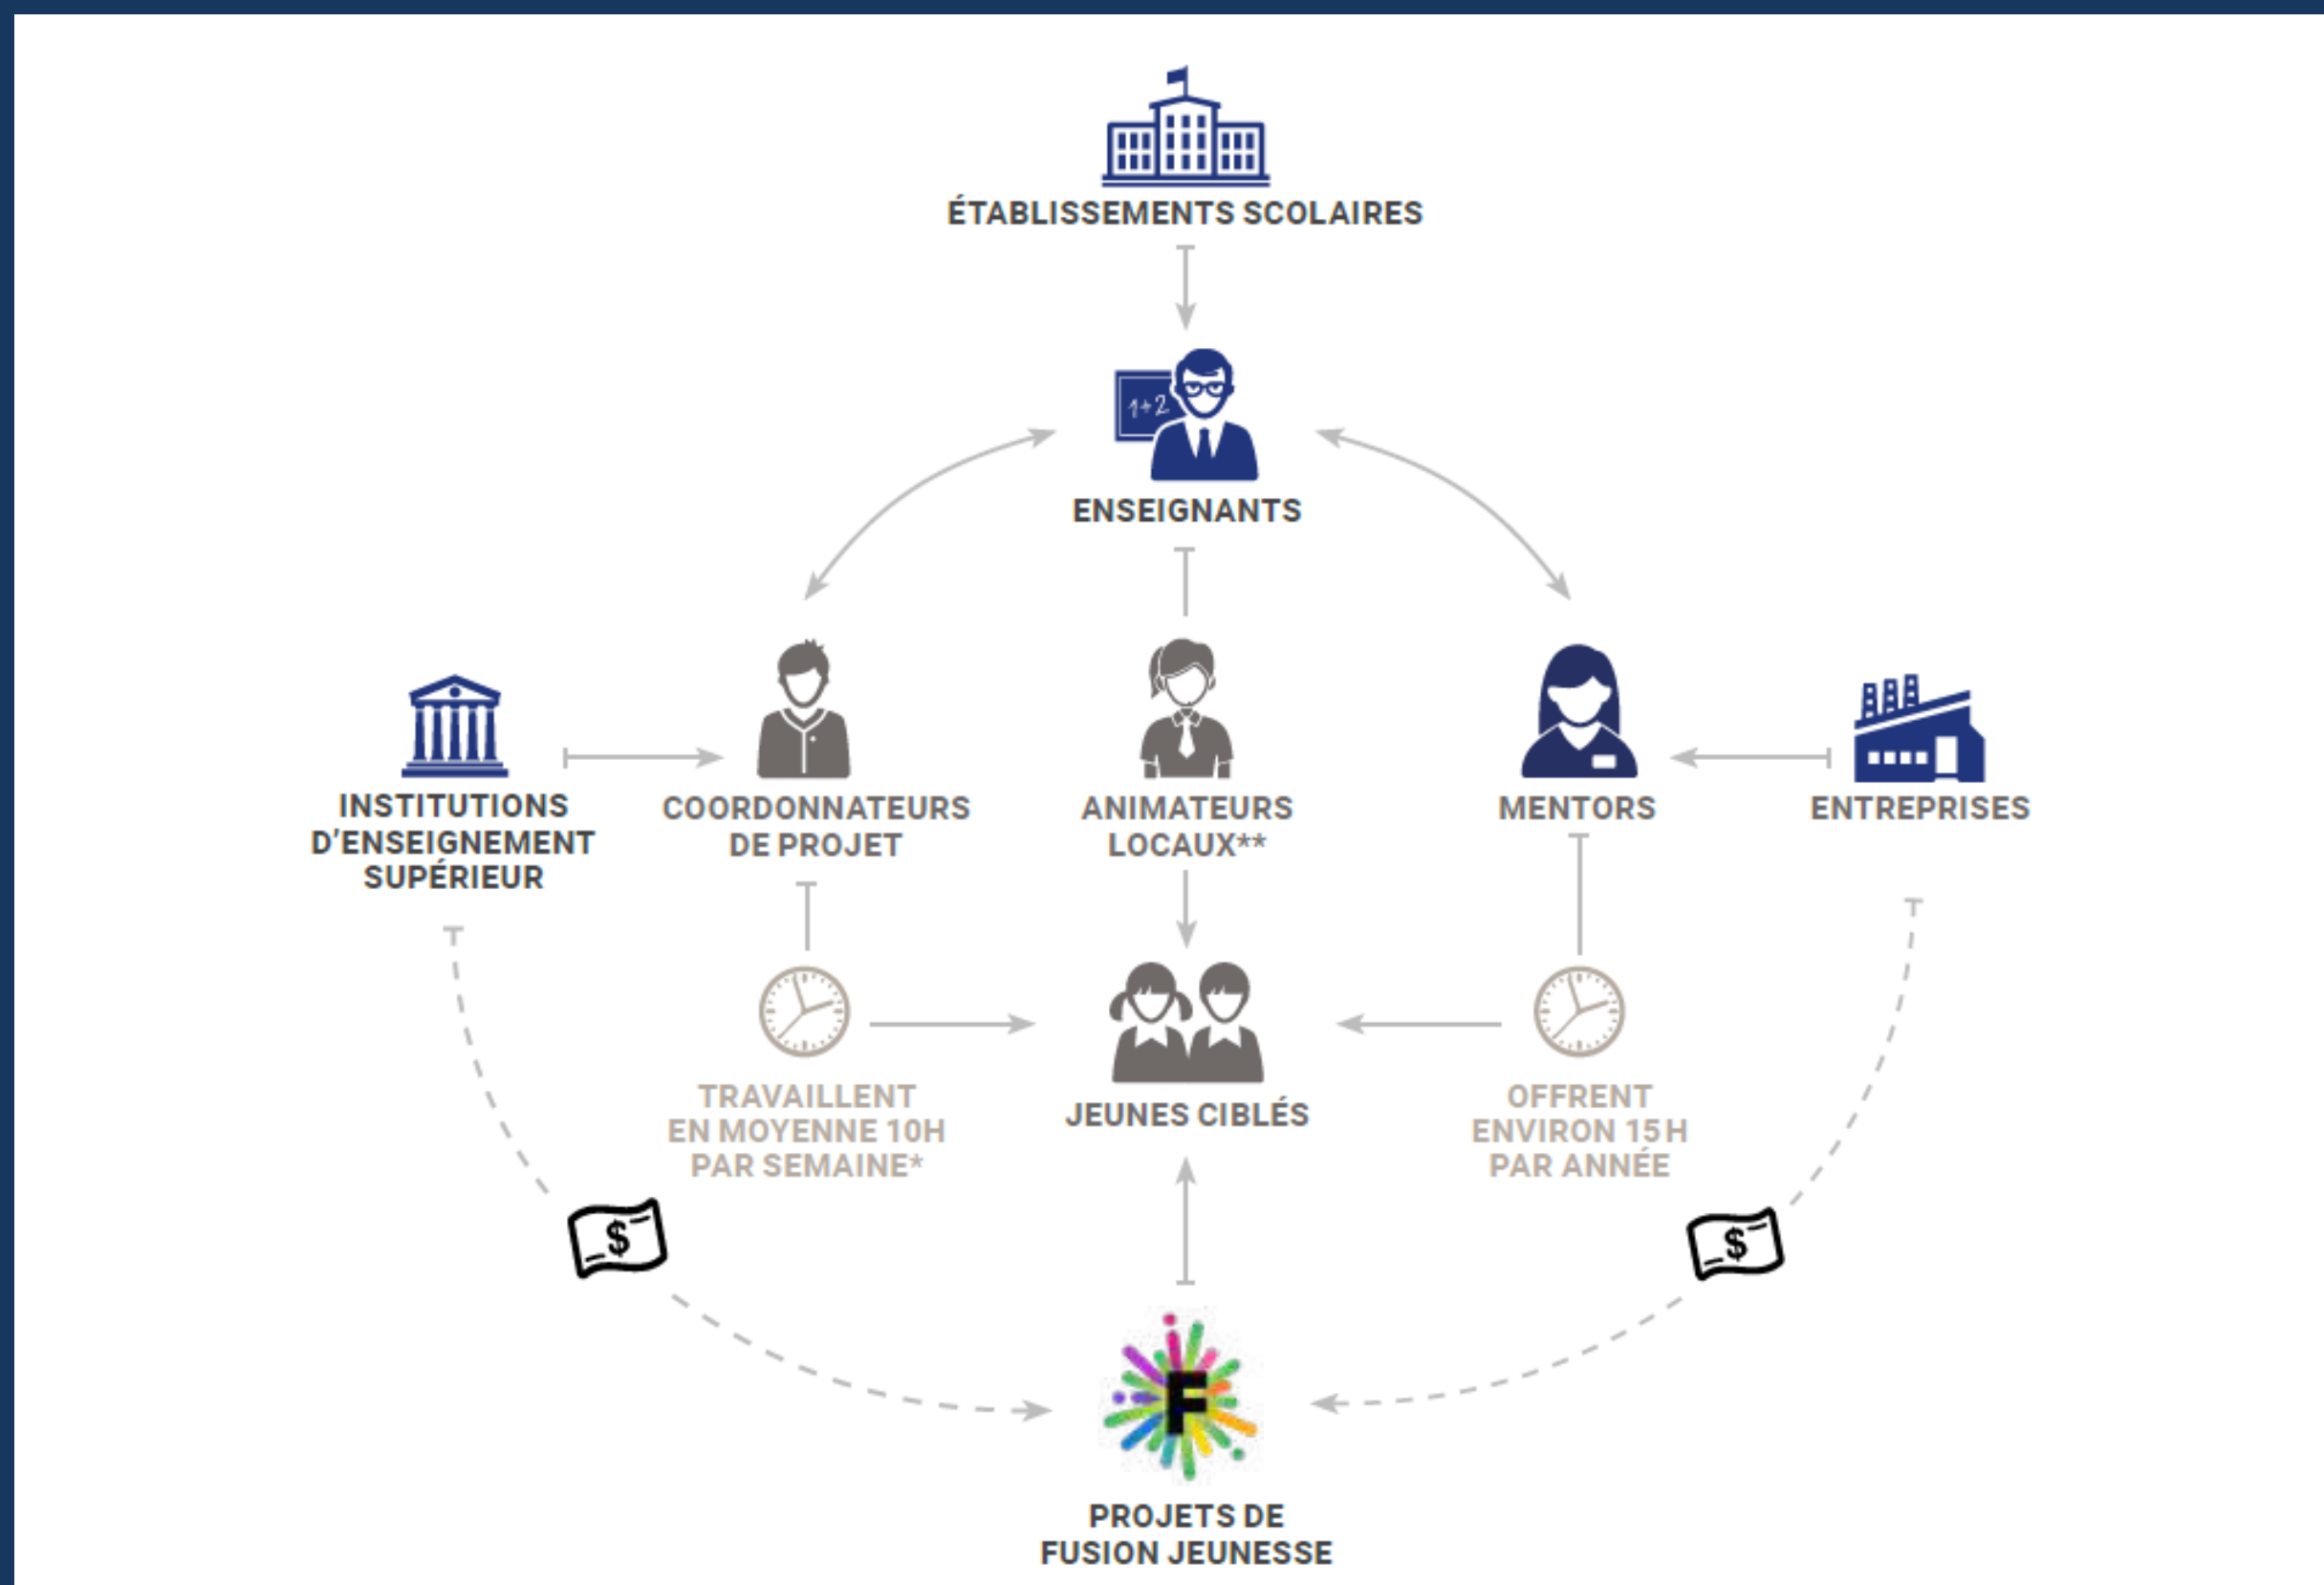 ÉTABLISSEMENTS SCOLAIRES
1+2
ENSEIGNANTS
INSTITUTIONS
D'ENSEIGNEMENT
SUPÉRIEUR
COORDONNATEURS
DE PROJET
ANIMATEURS
LOCAUX**
MENTORS
ENTREPRISES
TRAVAILLENT
EN MOYENNE 10H
PAR SEMAINE*
JEUNES CIBLÉS
OFFRENT
ENVIRON 15H
PAR ANNÉE
$
$
F
PROJETS DE
FUSION JEUNESSE